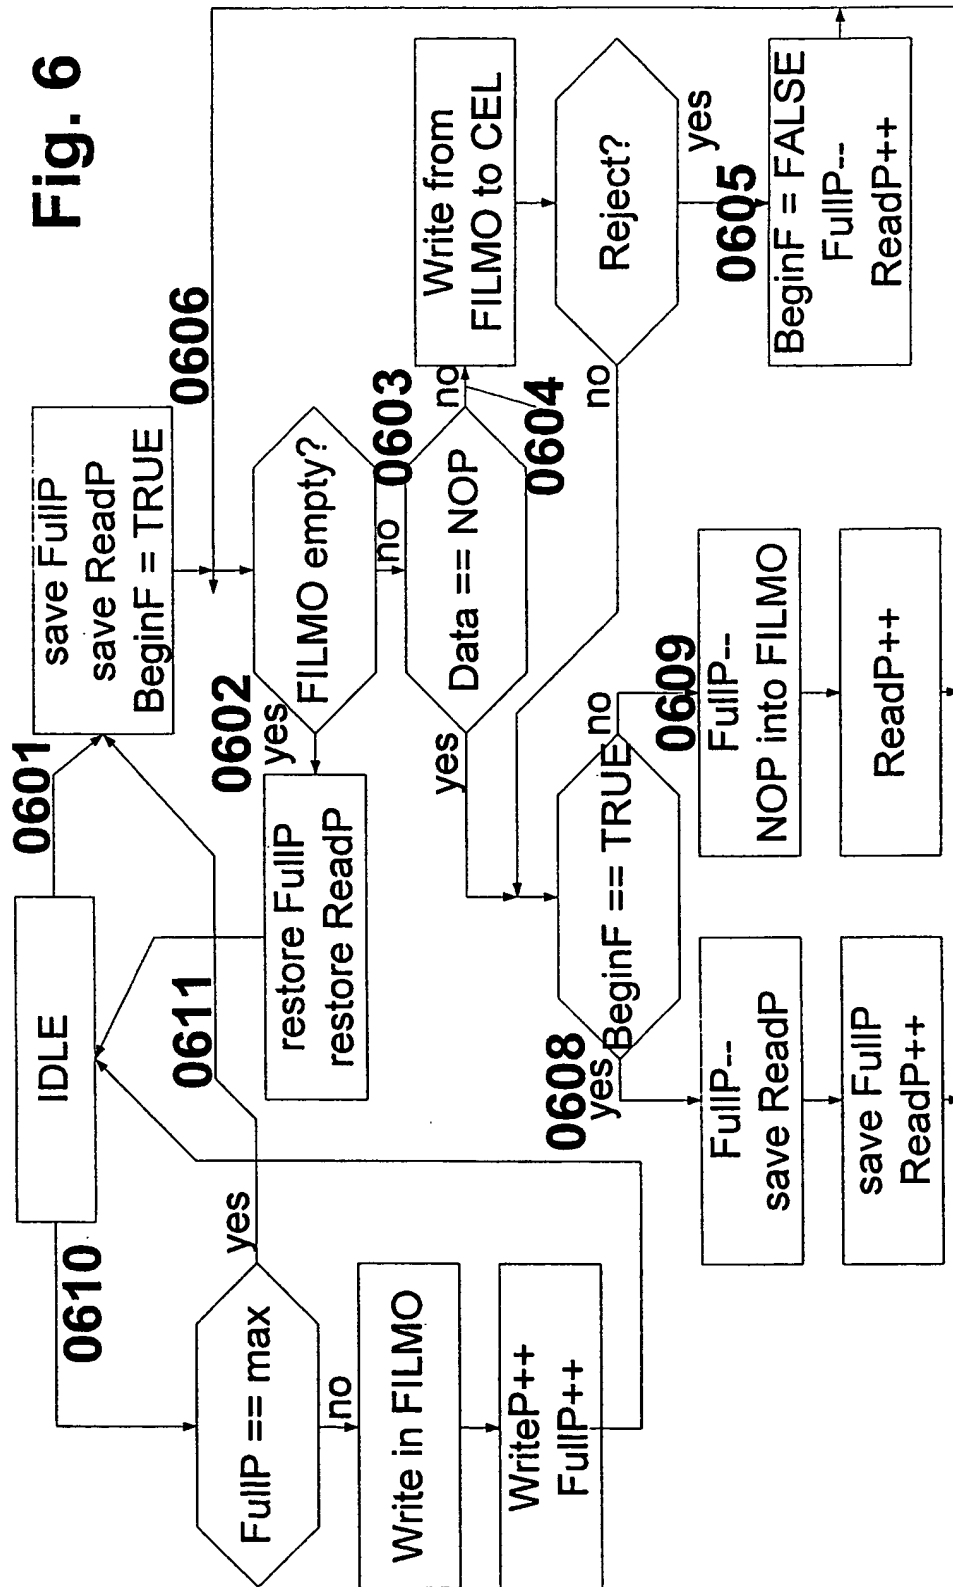 Fig. 6
IDLE
0610
0601
FullP == max
yes
no
Write in FILMO
WriteP++
FullP++
0611
save FullP
save ReadP
BeginF = TRUE
0606
FILMO empty?
0602
yes
no
restore FullP
restore ReadP
0603
Data == NOP
yes
no
0604
Write from
FILMO to CEL
Reject?
no
yes
0605
BeginF = FALSE
FullP--
ReadP++
BeginF == TRUE
0608
yes
no
0609
FullP--
save ReadP
save FullP
ReadP++
FullP--
NOP into FILMO
ReadP++